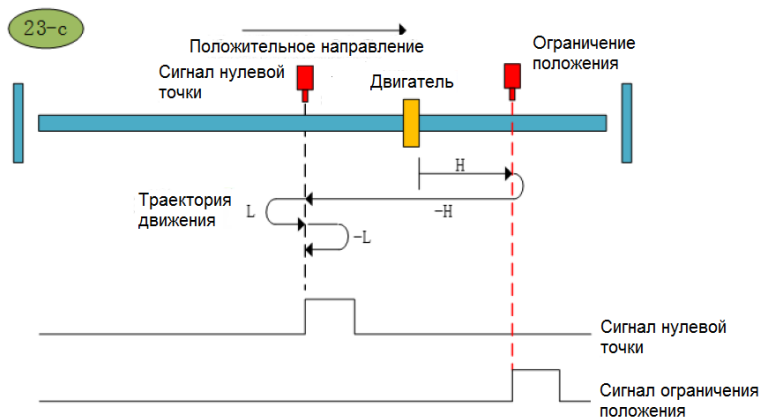 23-c
Положительное направление
Ограничение
положения
Сигнал нулевой
точки
Двигатель
H
Траектория
движения
L
-H
-L
Сигнал нулевой
точки
Сигнал ограничения
положения